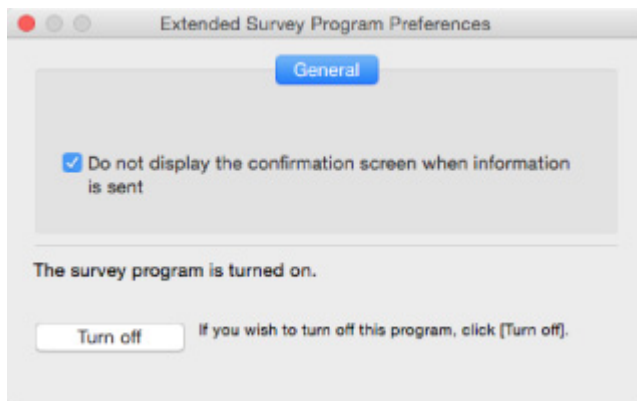 Extended Survey Program Preferences
General
Do not display the confirmation screen when information
is sent
The survey program is turned on.
Turn off
If you wish to turn off this program, click [Turn off].